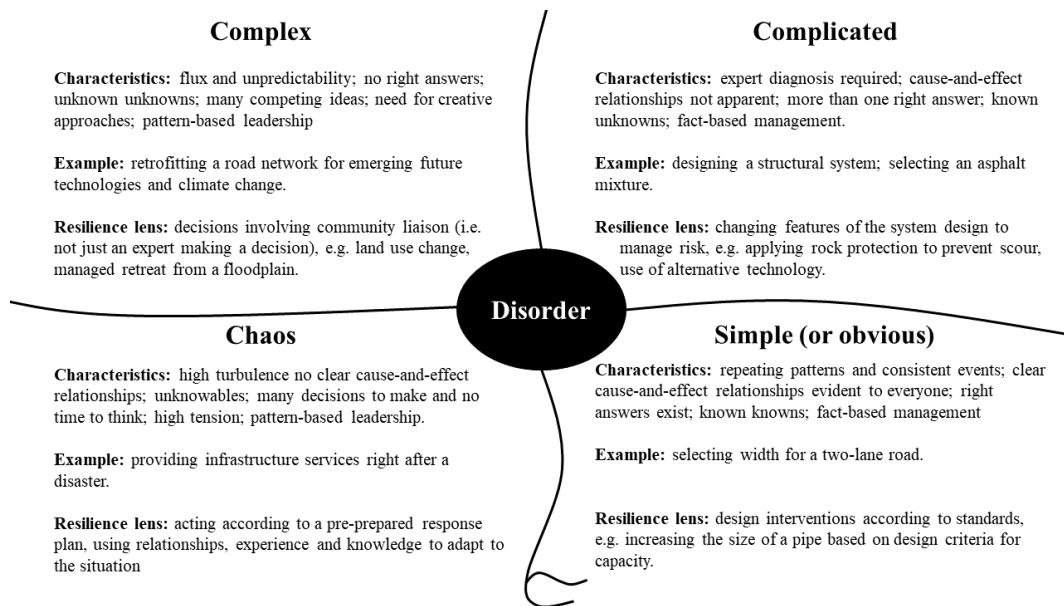 Complex
Characteristics: flux and unpredictability; no right answers;
unknown unknowns; many competing ideas; need for creative
approaches; pattern-based leadership
Example: retrofitting a road network for emerging future
technologies and climate change.
Resilience lens: decisions involving community liaison (i.e.
not just an expert making a decision), e.g. land use change,
managed retreat from a floodplain.
Complicated
Characteristics: expert diagnosis required; cause-and-effect
relationships not apparent; more than one right answer; known
unknowns; fact-based management.
Example: designing a structural system; selecting an asphalt
mixture.
Resilience lens: changing features of the system design to
manage risk, e.g. applying rock protection to prevent scour,
use of alternative technology.
Disorder
Chaos
Characteristics: high turbulence no clear cause-and-effect
relationships; unknowables; many decisions to make and no
time to think; high tension; pattern-based leadership.
Example: providing infrastructure services right after a
disaster.
Resilience lens: acting according to a pre-prepared response
plan, using relationships, experience and knowledge to adapt to
the situation
Simple (or obvious)
Characteristics: repeating patterns and consistent events; clear
cause-and-effect relationships evident to everyone; right
answers exist; known knowns; fact-based management
Example: selecting width for a two-lane road.
Resilience lens: design interventions according to standards,
e.g. increasing the size of a pipe based on design criteria for
capacity.